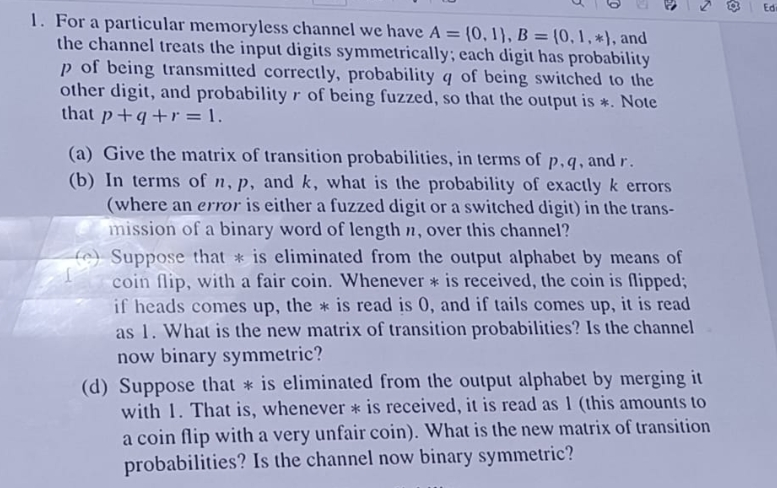 Ed
1. For a particular memoryless channel we have A = {0, 1}, B = {0, 1, *}, and
the channel treats the input digits symmetrically; each digit has probability
p of being transmitted correctly, probability q of being switched to the
other digit, and probability r of being fuzzed, so that the output is *. Note
that p + q + r = 1.
(a) Give the matrix of transition probabilities, in terms of p, q, and r.
(b) In terms of n, p, and k, what is the probability of exactly k errors
(where an error is either a fuzzed digit or a switched digit) in the trans-
mission of a binary word of length n, over this channel?
(c) Suppose that * is eliminated from the output alphabet by means of
coin flip, with a fair coin. Whenever * is received, the coin is flipped;
if heads comes up, the * is read is 0, and if tails comes up, it is read
as 1. What is the new matrix of transition probabilities? Is the channel
now binary symmetric?
(d) Suppose that * is eliminated from the output alphabet by merging it
with 1. That is, whenever * is received, it is read as 1 (this amounts to
a coin flip with a very unfair coin). What is the new matrix of transition
probabilities? Is the channel now binary symmetric?